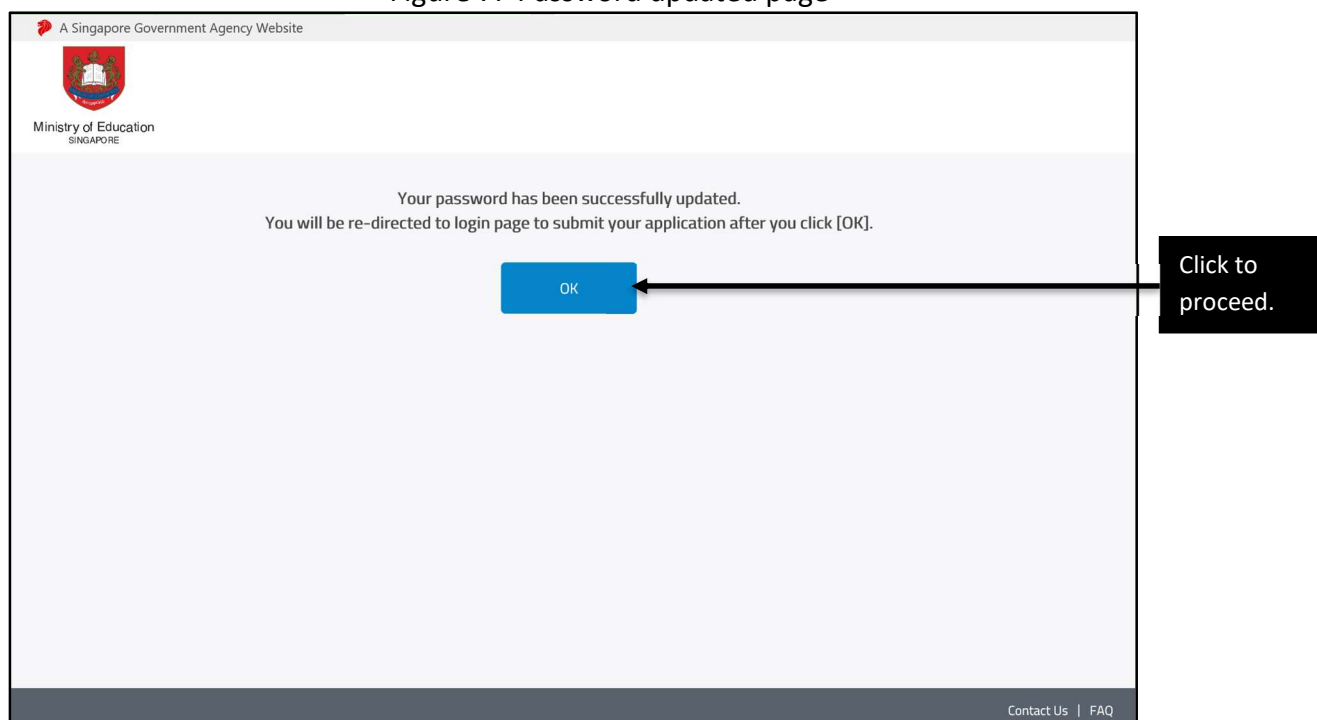 Password updated page
A Singapore Government Agency Website
Ministry of Education
SINGAPORE
Your password has been successfully updated.
You will be re-directed to login page to submit your application after you click [OK].
OK
Click to
proceed.
Contact Us | FAQ